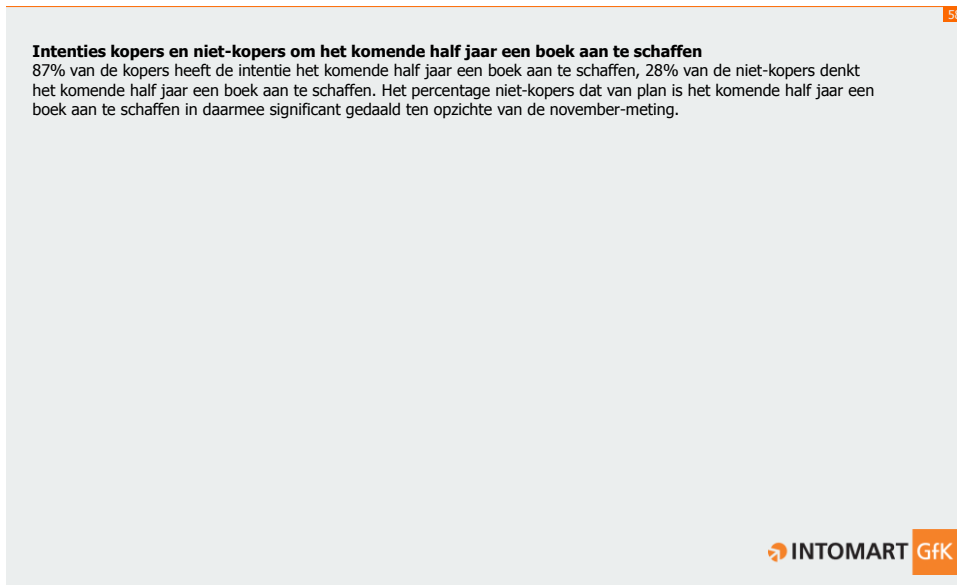 Intenties kopers en niet-kopers om het komende half jaar een boek aan te schaffen
87% van de kopers heeft de intentie het komende half jaar een boek aan te schaffen, 28% van de niet-kopers denkt
het komende half jaar een boek aan te schaffen. Het percentage niet-kopers dat van plan is het komende half jaar een
boek aan te schaffen in daarmee significant gedaald ten opzichte van de november-meting.
INTOMART GfK